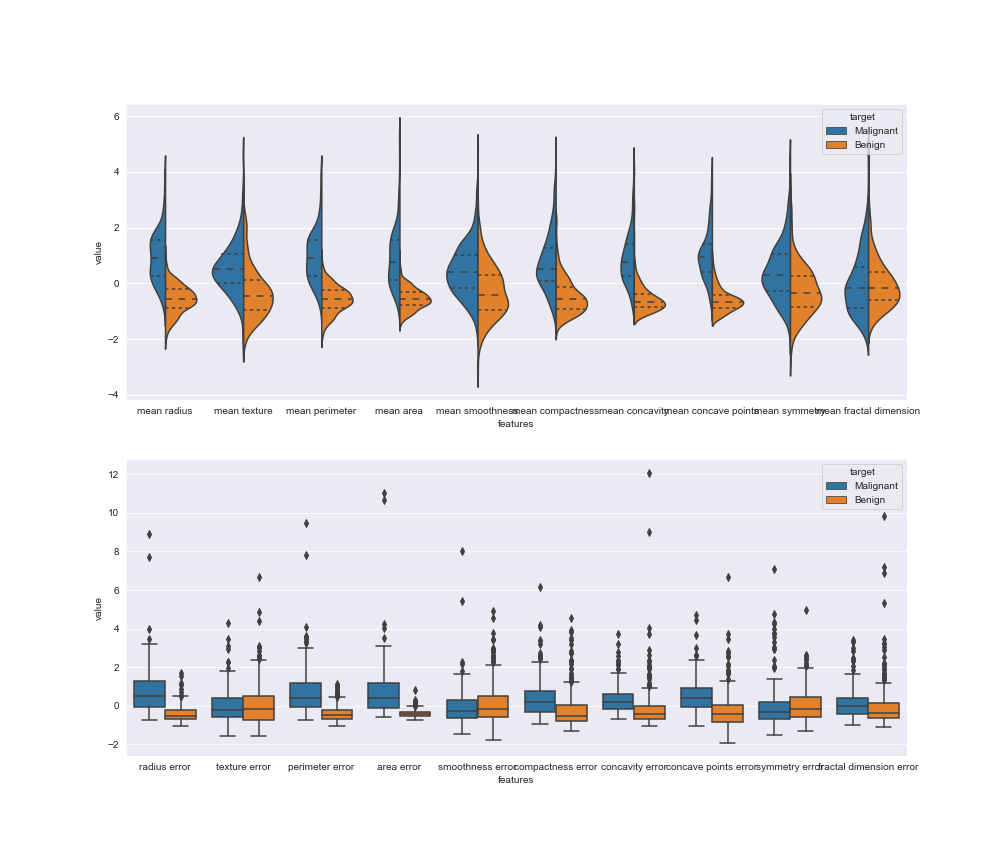 target
Malignant
Benign
6
4
2
0
−2
−4
value
mean radius mean texture mean perimeter mean area mean smoothness mean compactness mean concavity mean concave points mean symmetry mean fractal dimension
features
target
Malignant
Benign
12
10
8
6
4
2
0
−2
value
radius error texture error perimeter error area error smoothness error compactness error concavity error concave points error symmetry error fractal dimension error
features